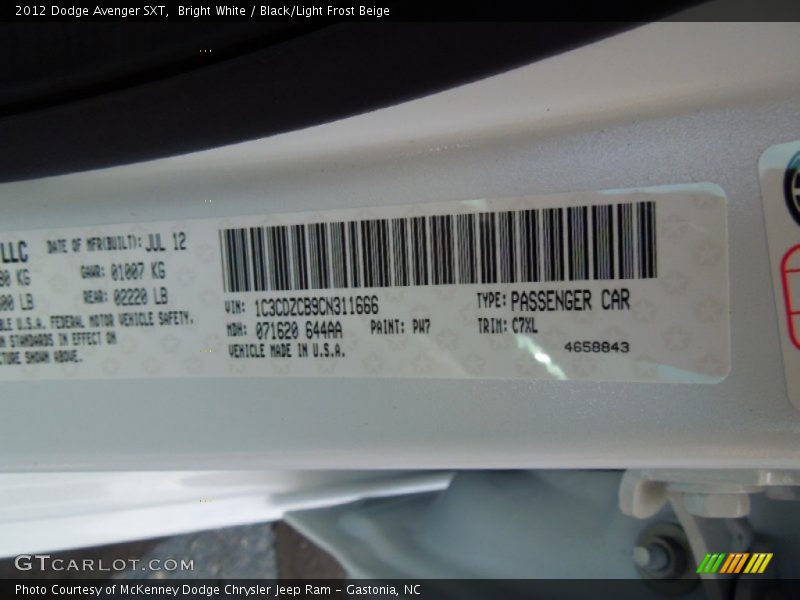 2012 Dodge Avenger SXT,  Bright White / Black/Light Frost Beige
LLC
DATE OF MFR(BUILT): JUL 12
KG
GAWR: 01007 KG
LB
REAR: 02220 LB
U.S.A. FEDERAL MOTOR VEHICLE SAFETY,
STANDARDS IN EFFECT ON
SHOWN ABOVE.
VIN: 1C3CDZCB9CN311666
TYPE: PASSENGER CAR
MDH: 071620 644AA
PAINT: PW7
TRIM: C7XL
VEHICLE MADE IN U.S.A.
4658843
GTCARLOT.COM
Photo Courtesy of McKenney Dodge Chrysler Jeep Ram – Gastonia, NC